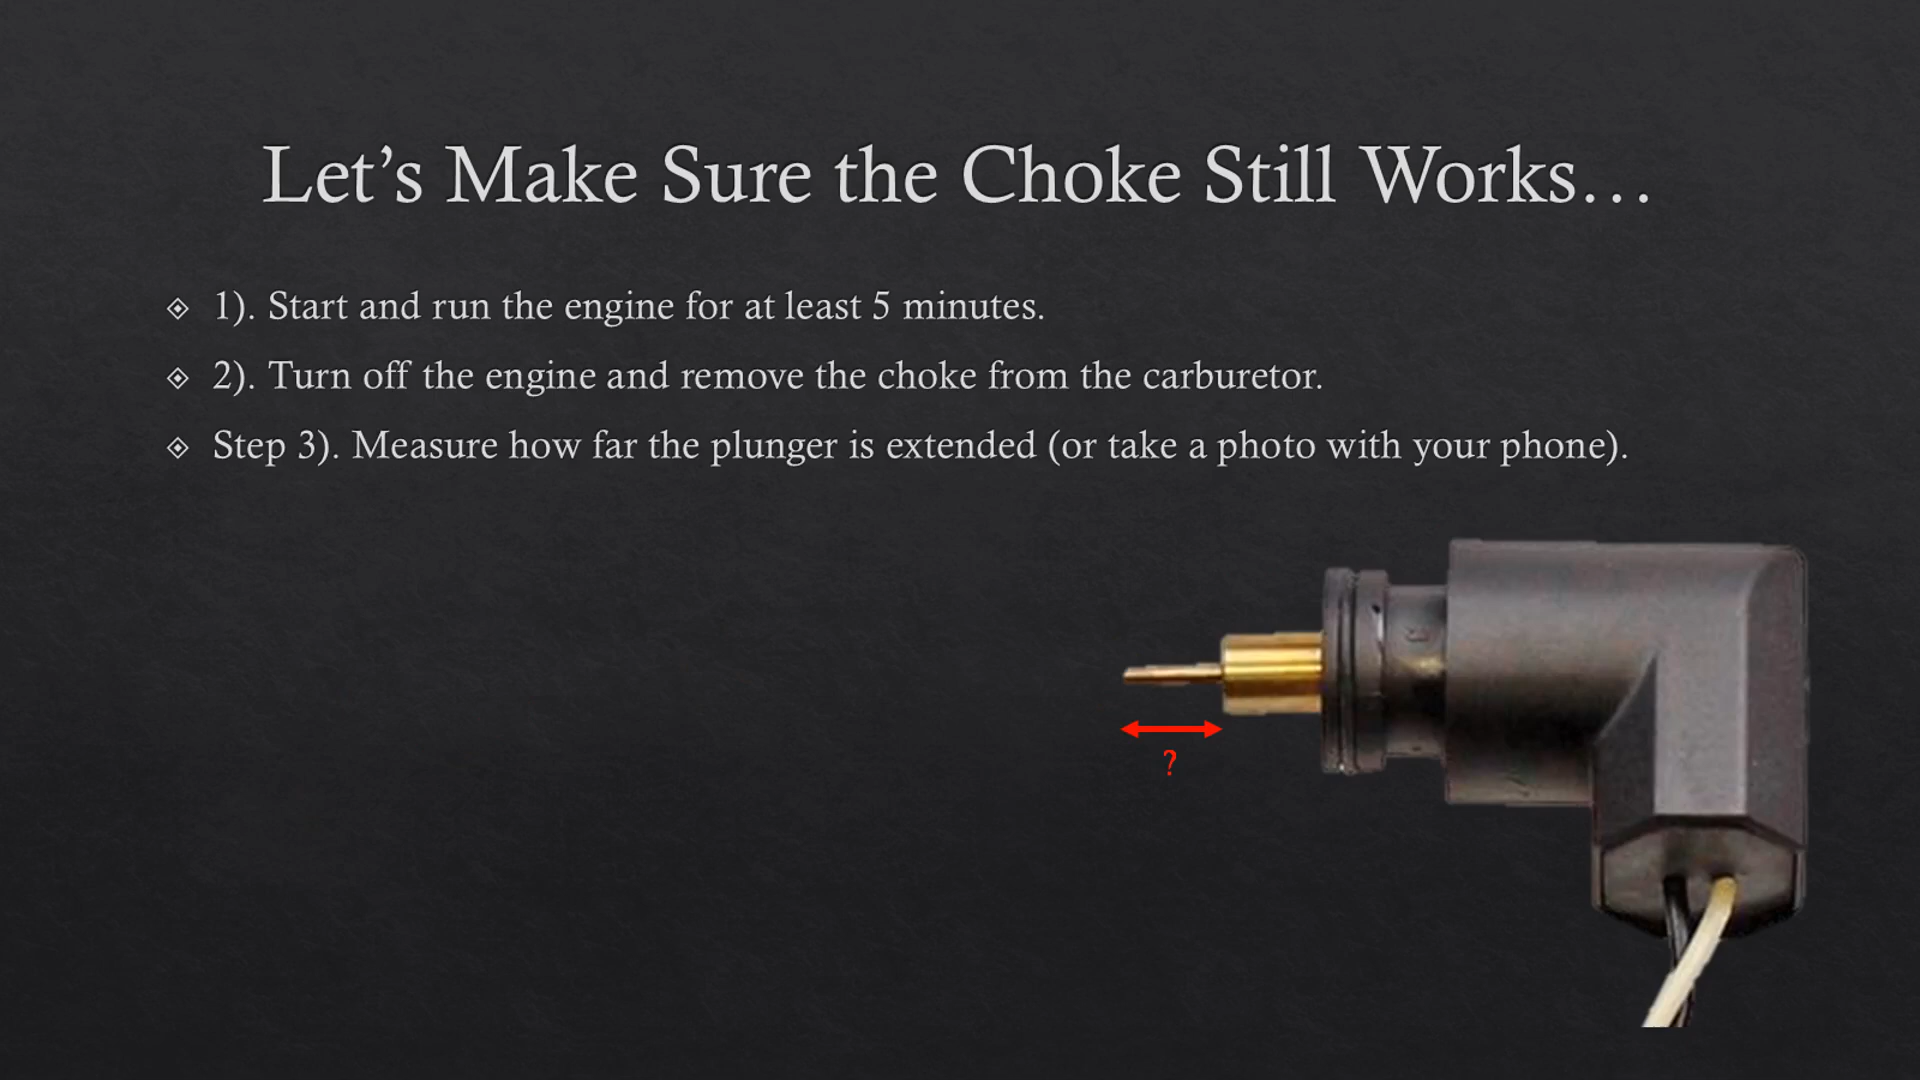 Let’s Make Sure the Choke Still Works…
1). Start and run the engine for at least 5 minutes.
2). Turn off the engine and remove the choke from the carburetor.
Step 3). Measure how far the plunger is extended (or take a photo with your phone).
?